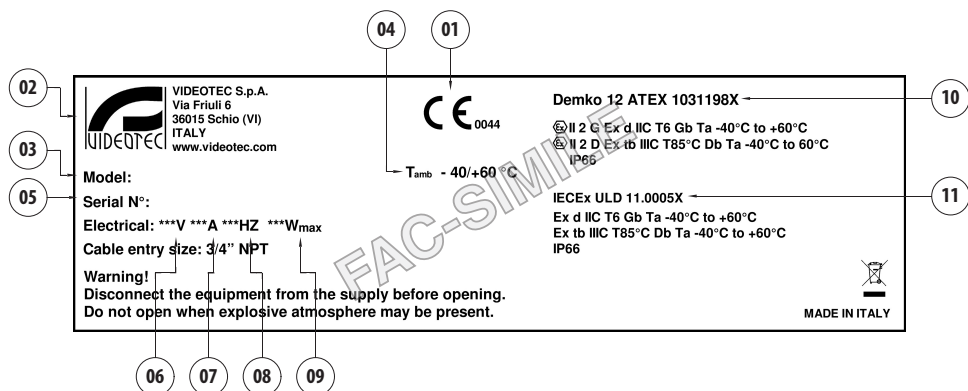 04
01
02
VIDEOTEC
VIDEOTEC S.p.A.
Via Friuli 6
36015 Schio (VI)
ITALY
www.videotec.com
CE 0044
Demko 12 ATEX 1031198X
10
Ex II 2 G Ex d IIC T6 Gb Ta -40°C to +60°C
Ex II 2 D Ex tb IIIC T85°C Db Ta -40°C to 60°C
IP66
03
Model:
Tamb - 40/+60 °C
05
Serial N°:
IECEx ULD 11.0005X
11
Ex d IIC T6 Gb Ta -40°C to +60°C
Ex tb IIIC T85°C Db Ta -40°C to +60°C
IP66
Electrical: ***V ***A ***HZ ***Wmax
Cable entry size: 3/4” NPT
FAC-SIMILE
Warning!
Disconnect the equipment from the supply before opening.
Do not open when explosive atmosphere may be present.
MADE IN ITALY
06
07
08
09